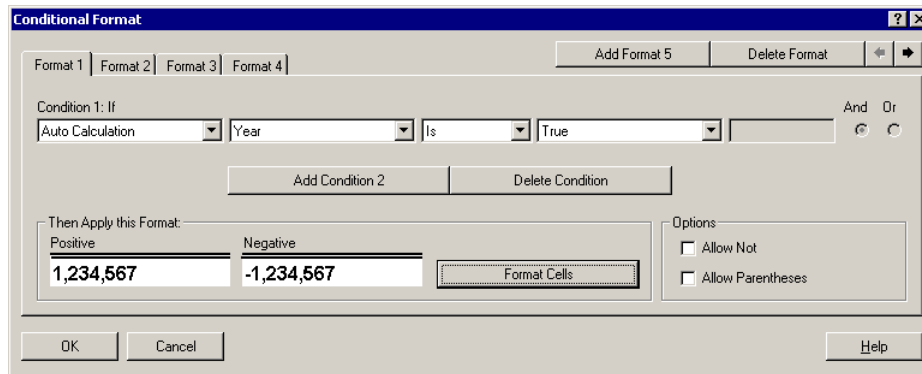 Conditional Format
Add Format 5 Delete Format
Format 1 Format 2 Format 3 Format 4
Condition 1: If And Or
Auto Calculation Year Is True
Add Condition 2 Delete Condition
Then Apply this Format: Options
Positive Negative Allow Not
1,234,567 -1,234,567 Format Cells Allow Parentheses
OK Cancel Help